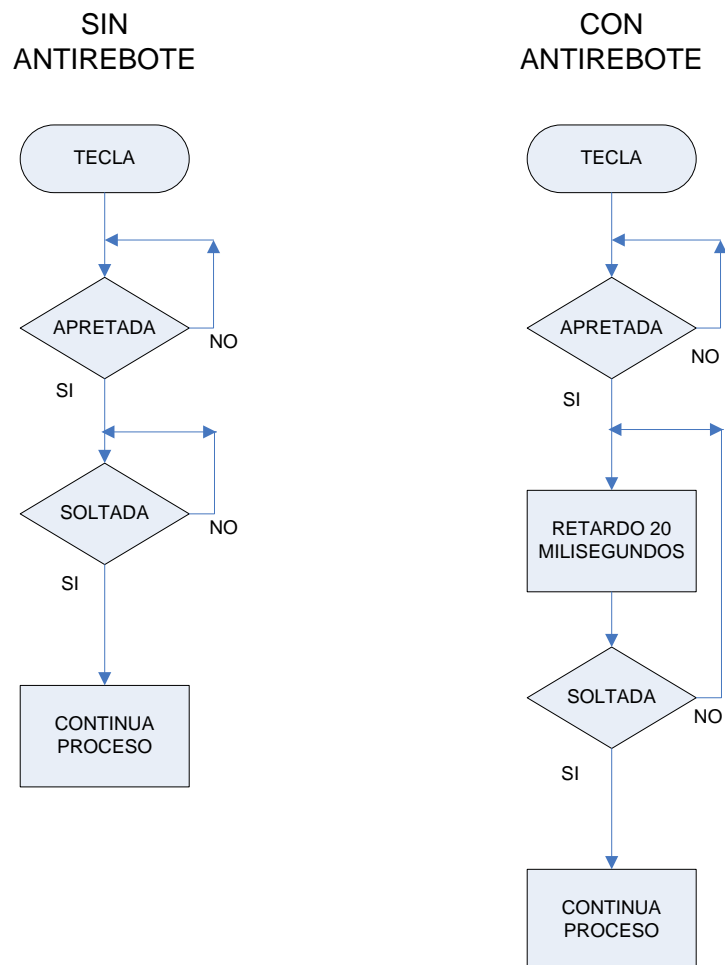 SIN
ANTIREBOTE
TECLA
APRETADA
NO
SI
SOLTADA
NO
SI
CONTINUA
PROCESO
CON
ANTIREBOTE
TECLA
APRETADA
NO
SI
RETARDO 20
MILISEGUNDOS
SOLTADA
NO
SI
CONTINUA
PROCESO